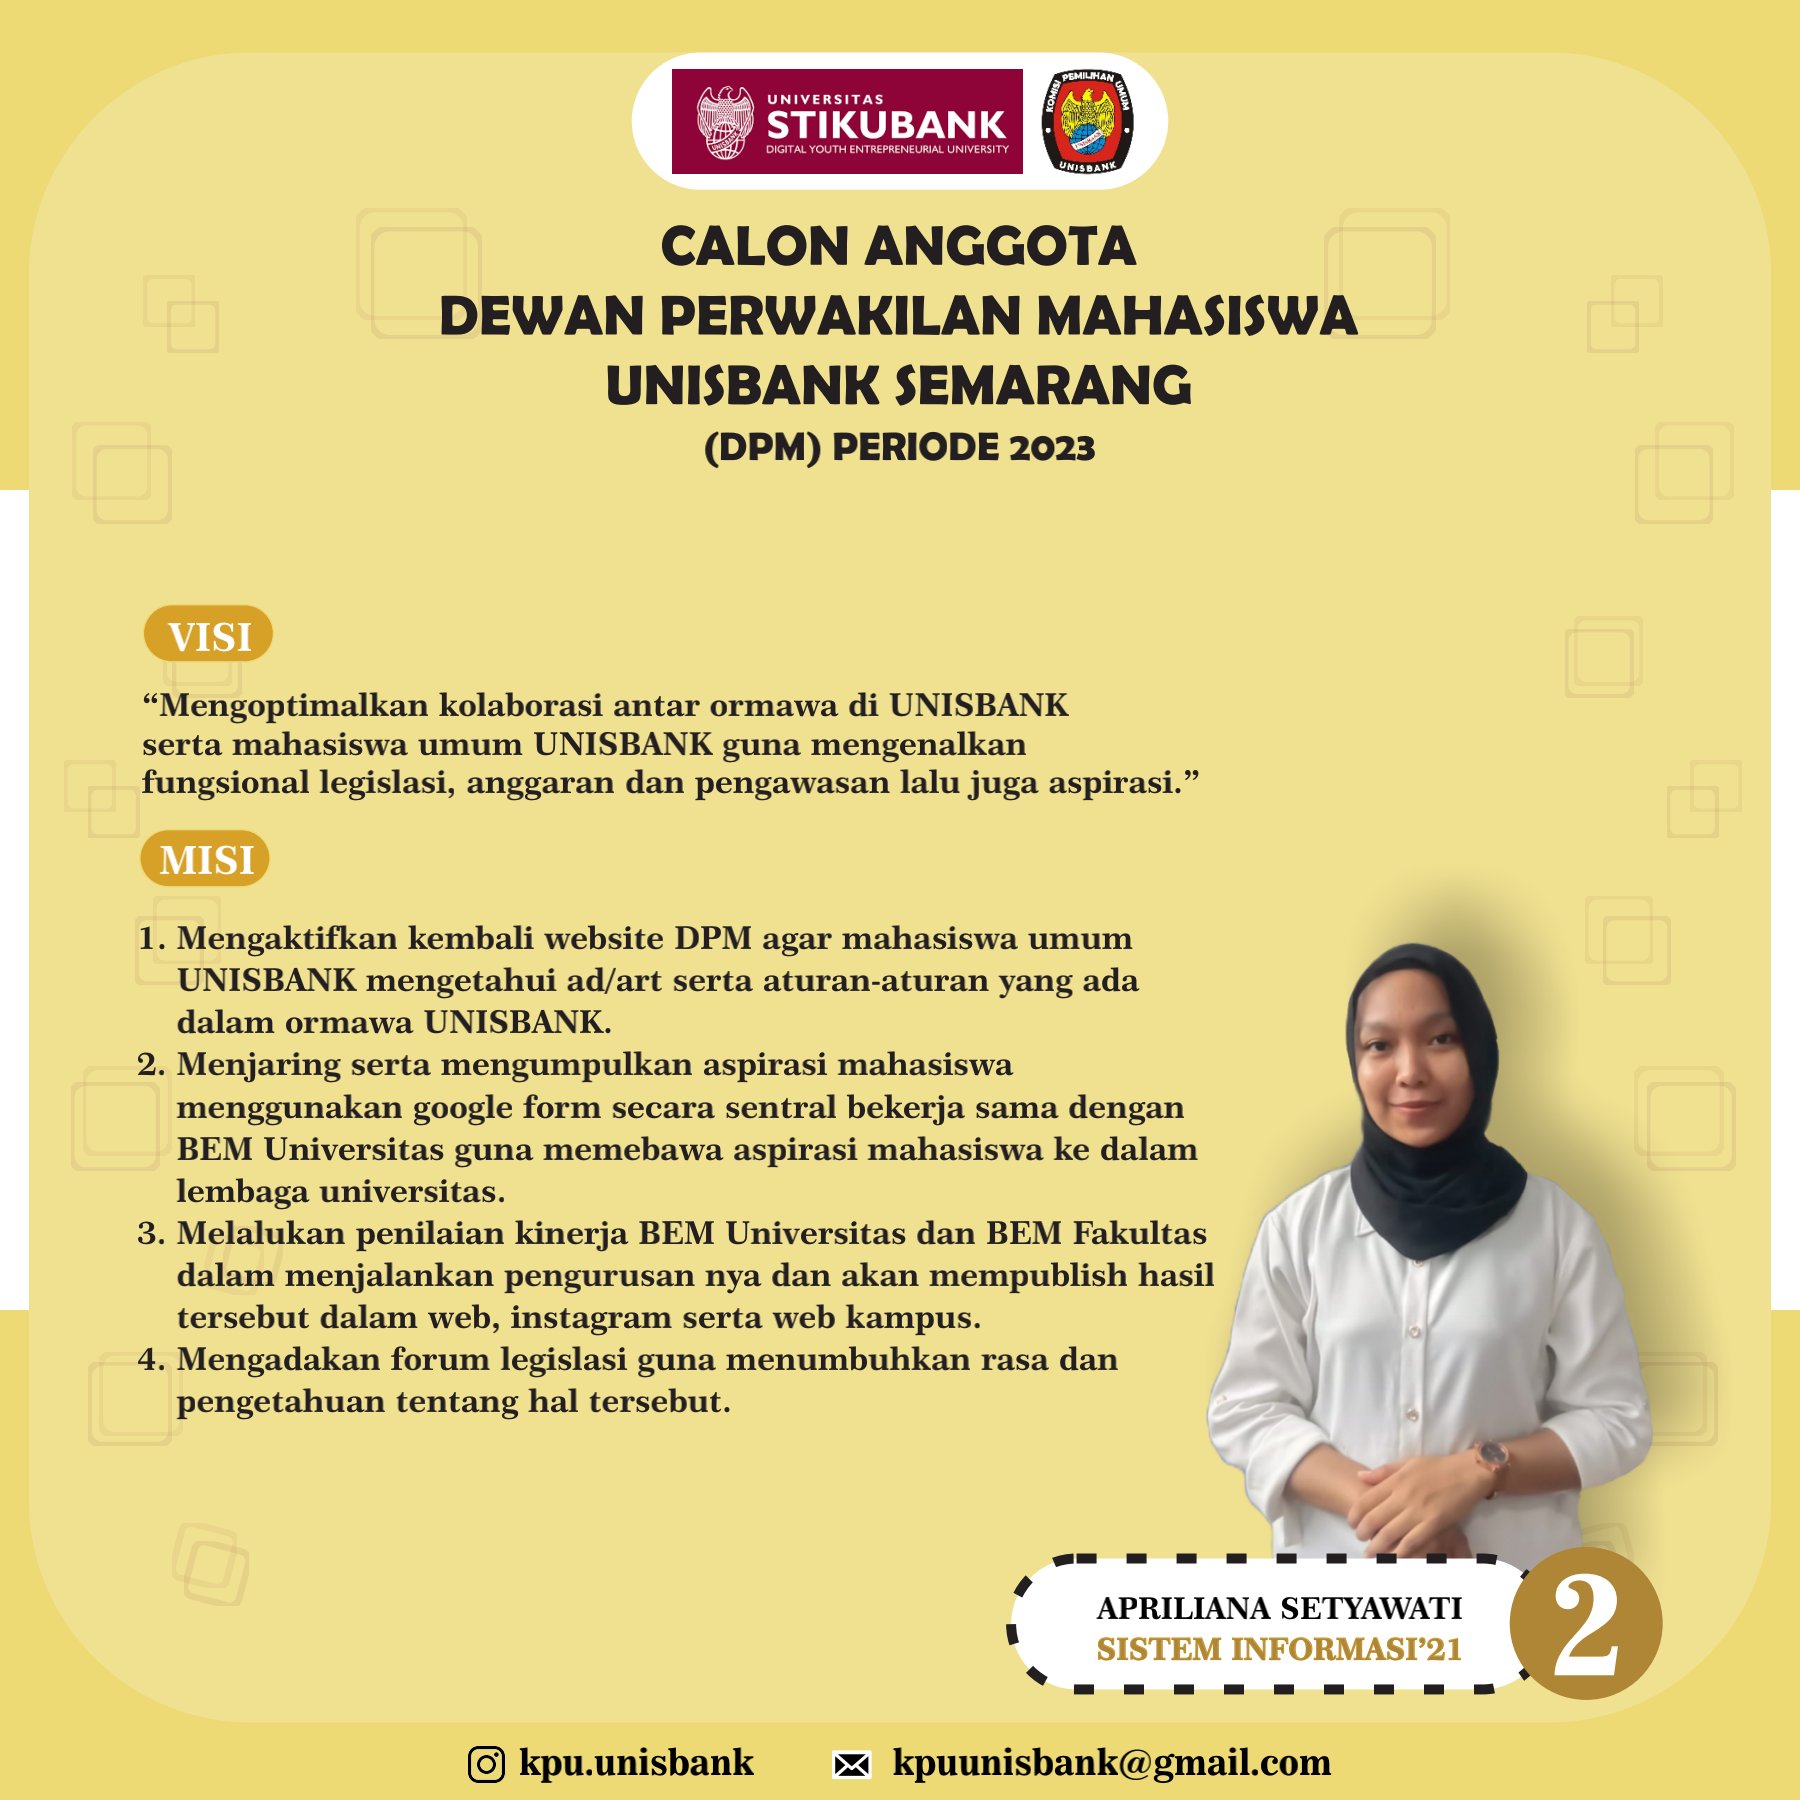 UNIVERSITAS
STIKUBANK
DIGITAL YOUTH ENTREPRENEURIAL UNIVERSITY
KOMISI PEMILIHAN UMUM
UNISBANK
CALON ANGGOTA
DEWAN PERWAKILAN MAHASISWA
UNISBANK SEMARANG
(DPM) PERIODE 2023
VISI
“Mengoptimalkan kolaborasi antar ormawa di UNISBANK
serta mahasiswa umum UNISBANK guna mengenalkan
fungsional legislasi, anggaran dan pengawasan lalu juga aspirasi.”
MISI
1. Mengaktifkan kembali website DPM agar mahasiswa umum
UNISBANK mengetahui ad/art serta aturan-aturan yang ada
dalam ormawa UNISBANK.
2. Menjaring serta mengumpulkan aspirasi mahasiswa
menggunakan google form secara sentral bekerja sama dengan
BEM Universitas guna memebawa aspirasi mahasiswa ke dalam
lembaga universitas.
3. Melalukan penilaian kinerja BEM Universitas dan BEM Fakultas
dalam menjalankan pengurusan nya dan akan mempublish hasil
tersebut dalam web, instagram serta web kampus.
4. Mengadakan forum legislasi guna menumbuhkan rasa dan
pengetahuan tentang hal tersebut.
APRILIANA SETYAWATI
SISTEM INFORMASI’21
2
kpu.unisbank
kpuunisbank@gmail.com